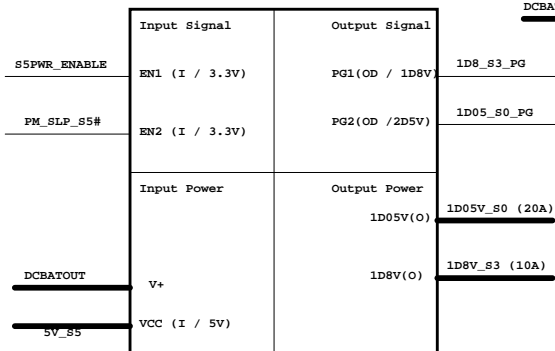 DCBA
Input Signal Output Signal
S5PWR_ENABLE EN1 (I / 3.3V) PG1(OD / 1D8V) 1D8_S3_PG
PM_SLP_S5# EN2 (I / 3.3V) PG2(OD /2D5V) 1D05_S0_PG
Input Power Output Power
1D05V(O) 1D05V_S0 (20A)
DCBATOUT V+ 1D8V(O) 1D8V_S3 (10A)
5V_S5 VCC (I / 5V)